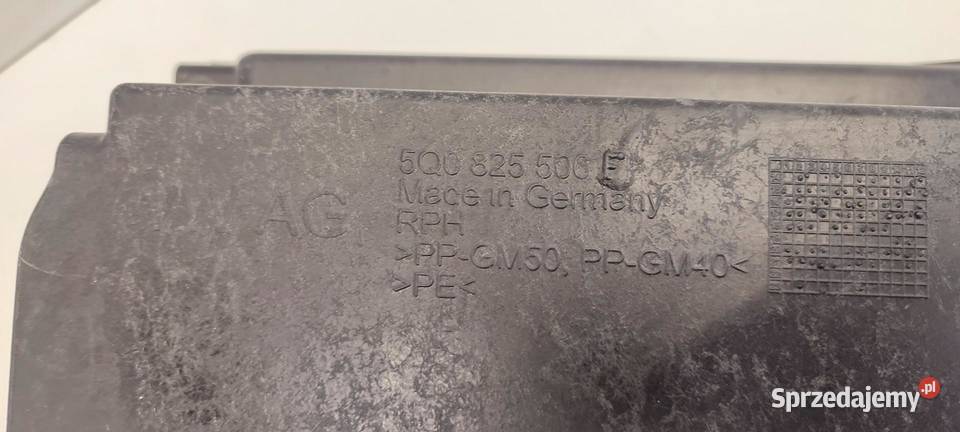 5Q0 825 506 E
Made in Germany
AG
RPH
>PP-GM50, PP-GM40<
>PE<
Sprzedajemy.pl